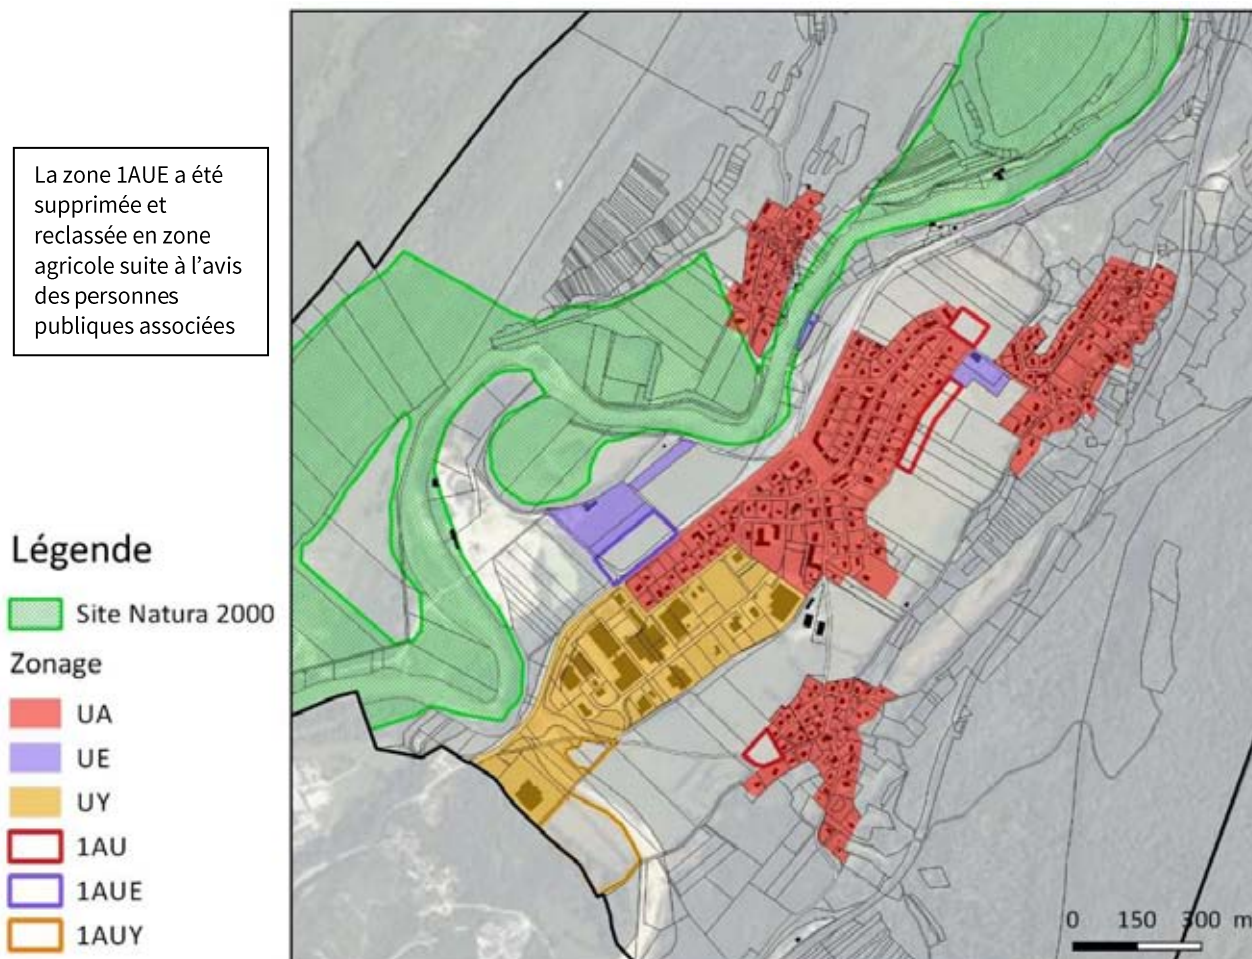 La zone 1AUE a été
supprimée et
reclassée en zone
agricole suite à l’avis
des personnes
publiques associées
Légende
Site Natura 2000
Zonage
UA
UE
UY
1AU
1AUE
1AUY
0 150 300 m